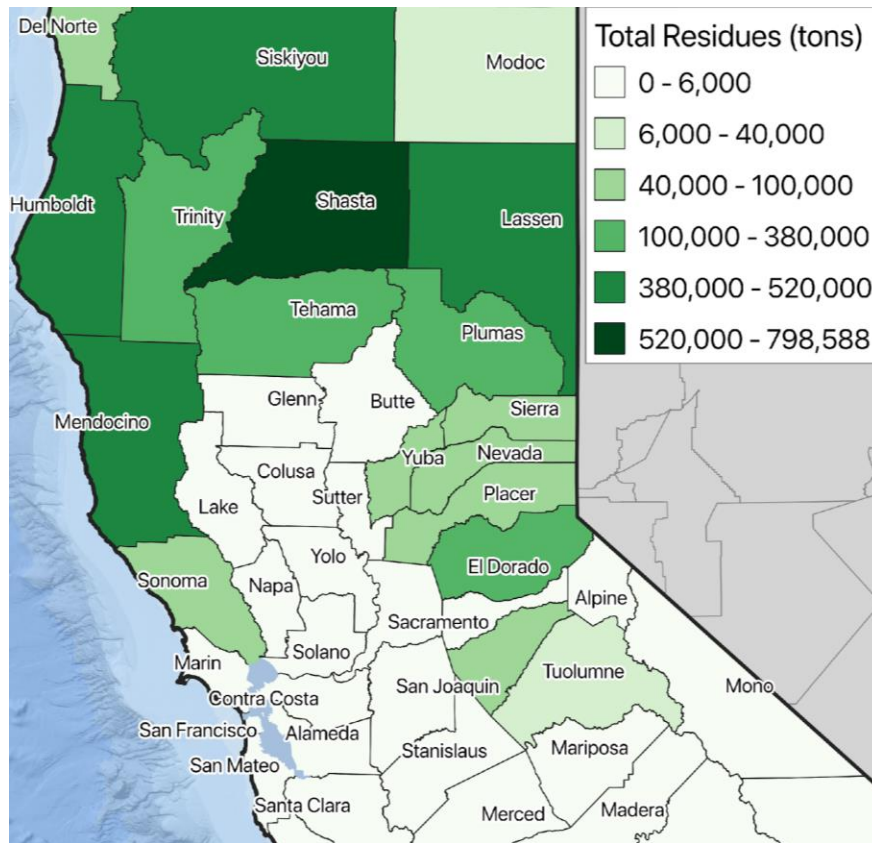 Del Norte
Siskiyou
Modoc
Humboldt
Trinity
Shasta
Lassen
Tehama
Plumas
Glenn
Butte
Sierra
Mendocino
Yuba
Nevada
Colusa
Lake
Sutter
Placer
Yolo
Sonoma
Napa
El Dorado
Alpine
Sacramento
Solano
Marin
Tuolumne
San Joaquin
Mono
Contra Costa
San Francisco
Alameda
Stanislaus
Mariposa
San Mateo
Santa Clara
Merced
Madera
Total Residues (tons)
0 - 6,000
6,000 - 40,000
40,000 - 100,000
100,000 - 380,000
380,000 - 520,000
520,000 - 798,588